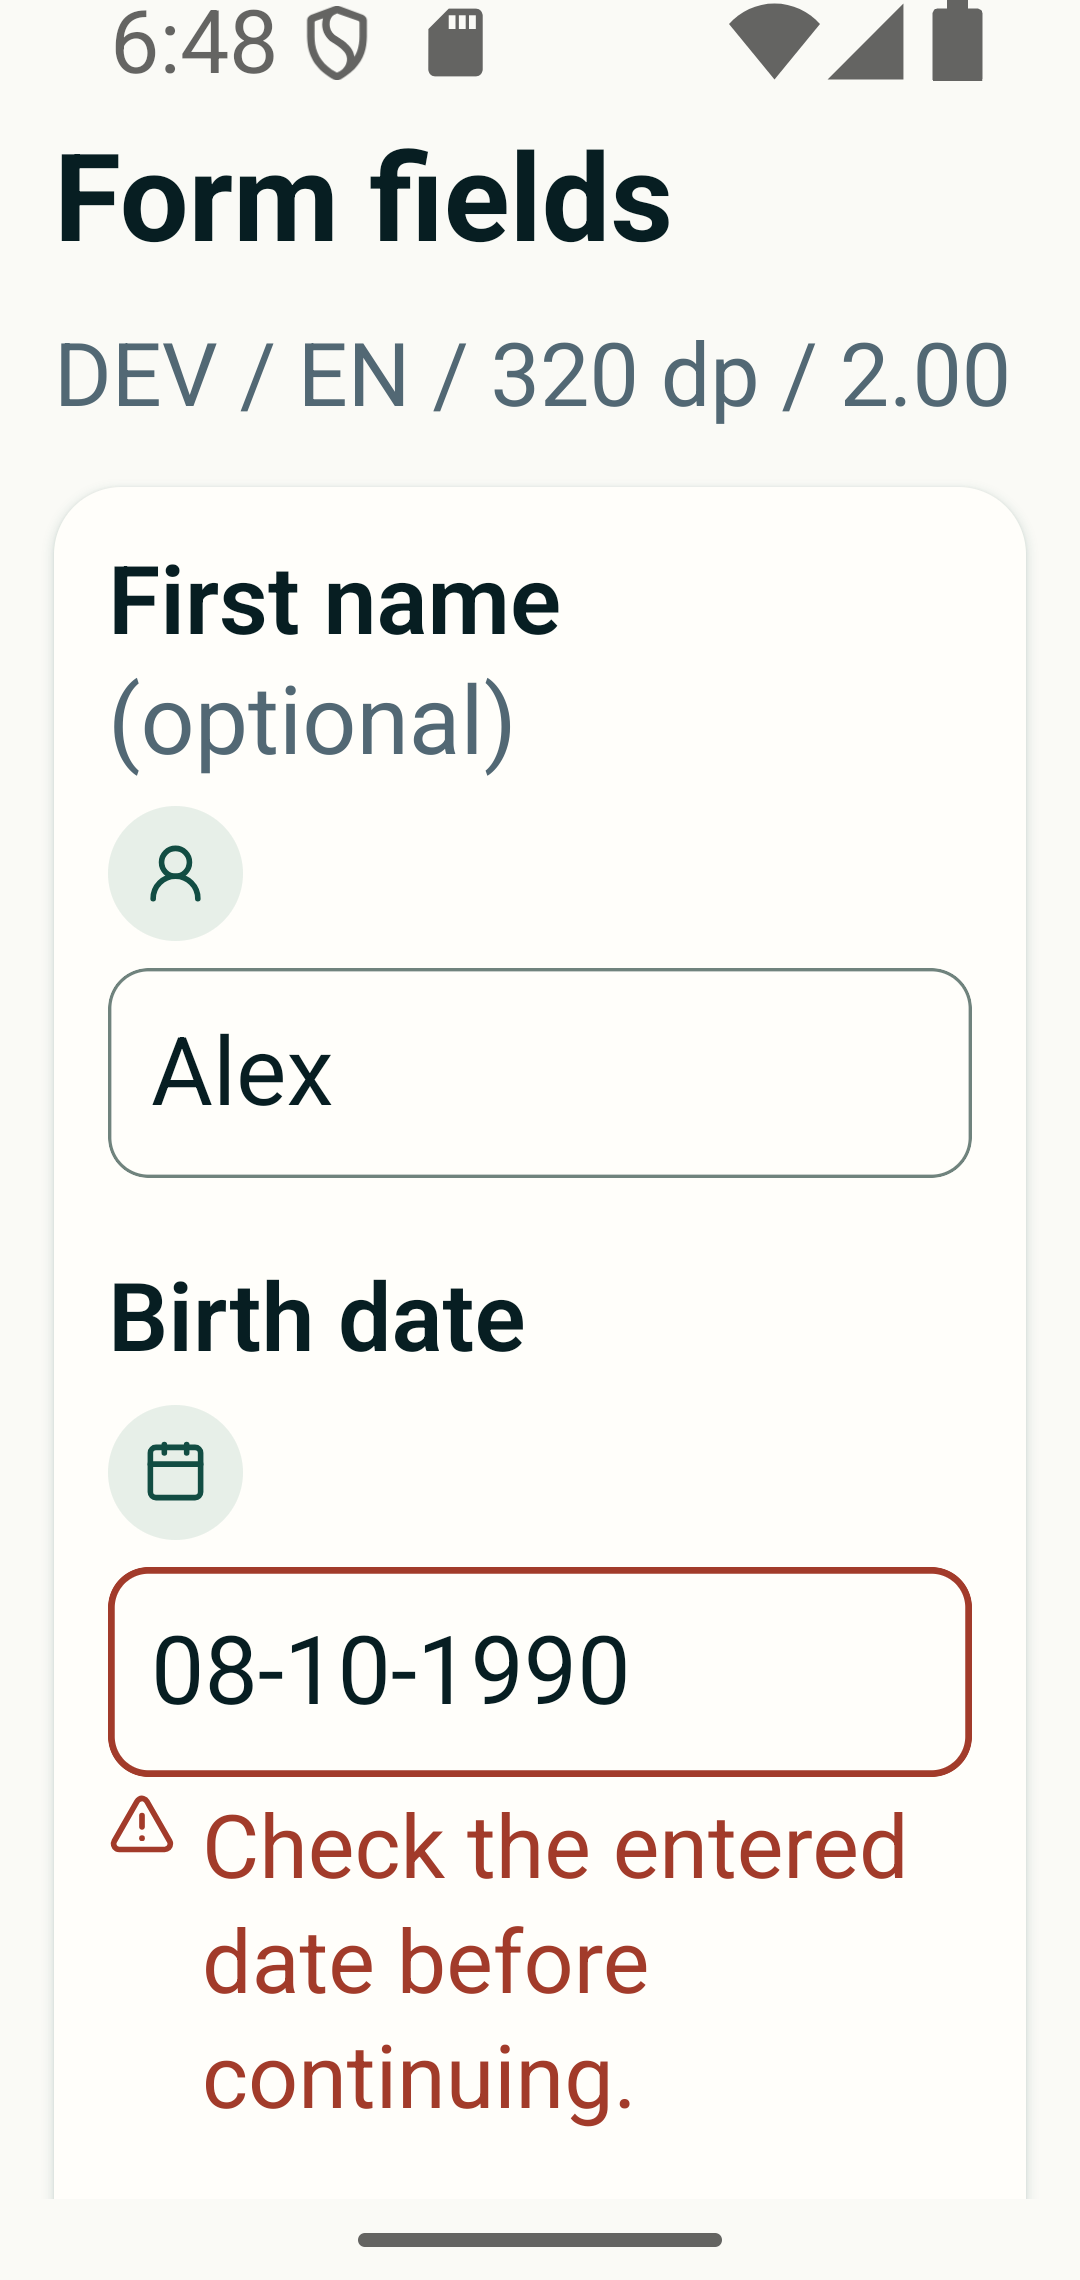 6:48
Form fields
DEV / EN / 320 dp / 2.00
First name
(optional)
Alex
Birth date
08-10-1990
Check the entered
date before
continuing.